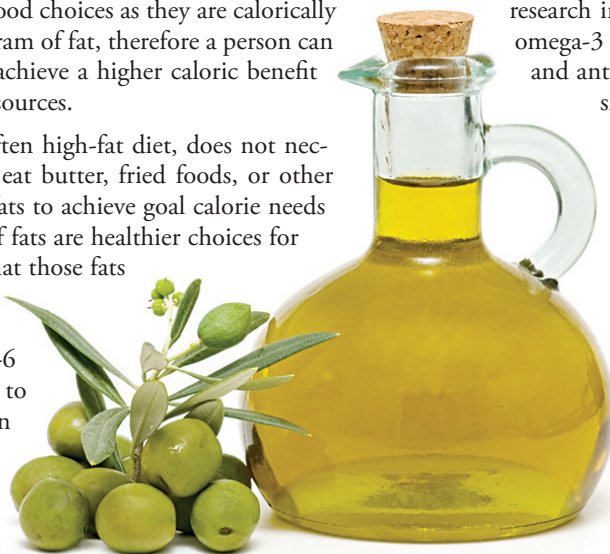 ood choices as they are calorically
ram of fat, therefore a person can
achieve a higher caloric benefit
sources.
ften high-fat diet, does not nec-
eat butter, fried foods, or other
ats to achieve goal calorie needs
f fats are healthier choices for
hat those fats
-6
to
n
research in
omega-3
and ant
s